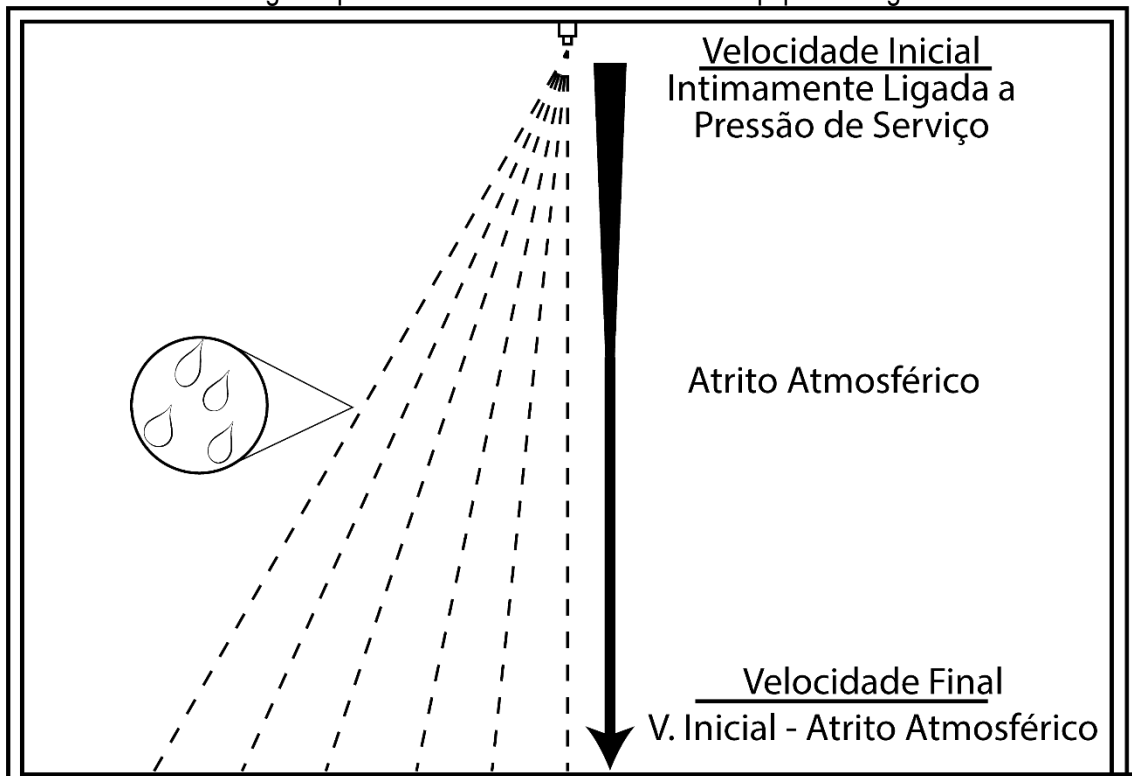 Velocidade Inicial
Intimamente Ligada a
Pressão de Serviço
Atrito Atmosférico
Velocidade Final
V. Inicial - Atrito Atmosférico